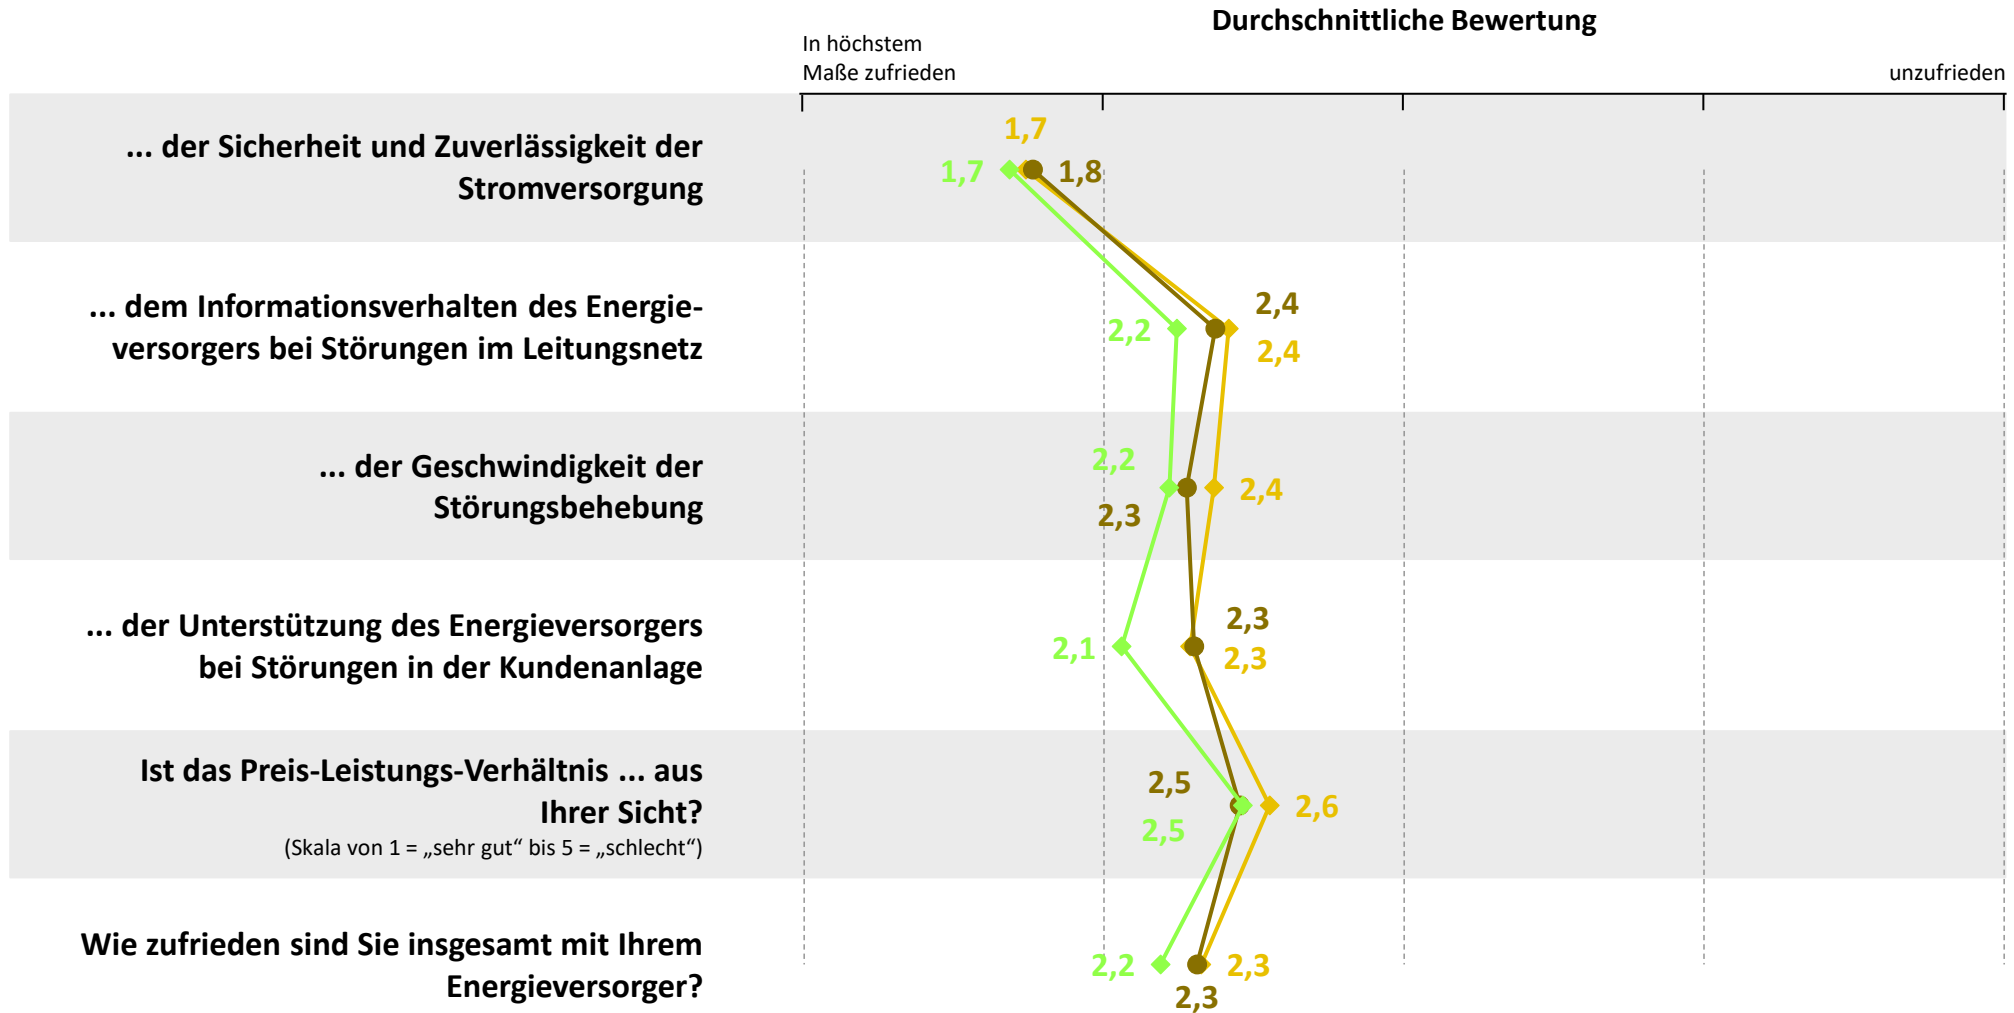 Durchschnittliche Bewertung
In höchstem
Maße zufrieden
unzufrieden
... der Sicherheit und Zuverlässigkeit der
Stromversorgung
1,7
1,7
1,8
... dem Informationsverhalten des Energie-
versorgers bei Störungen im Leitungsnetz
2,2
2,4
2,4
... der Geschwindigkeit der
Störungsbehebung
2,2
2,3
2,4
... der Unterstützung des Energieversorgers
bei Störungen in der Kundenanlage
2,1
2,3
2,3
Ist das Preis-Leistungs-Verhältnis ... aus
Ihrer Sicht?
(Skala von 1 = „sehr gut“ bis 5 = „schlecht“)
2,5
2,5
2,6
Wie zufrieden sind Sie insgesamt mit Ihrem
Energieversorger?
2,2
2,3
2,3